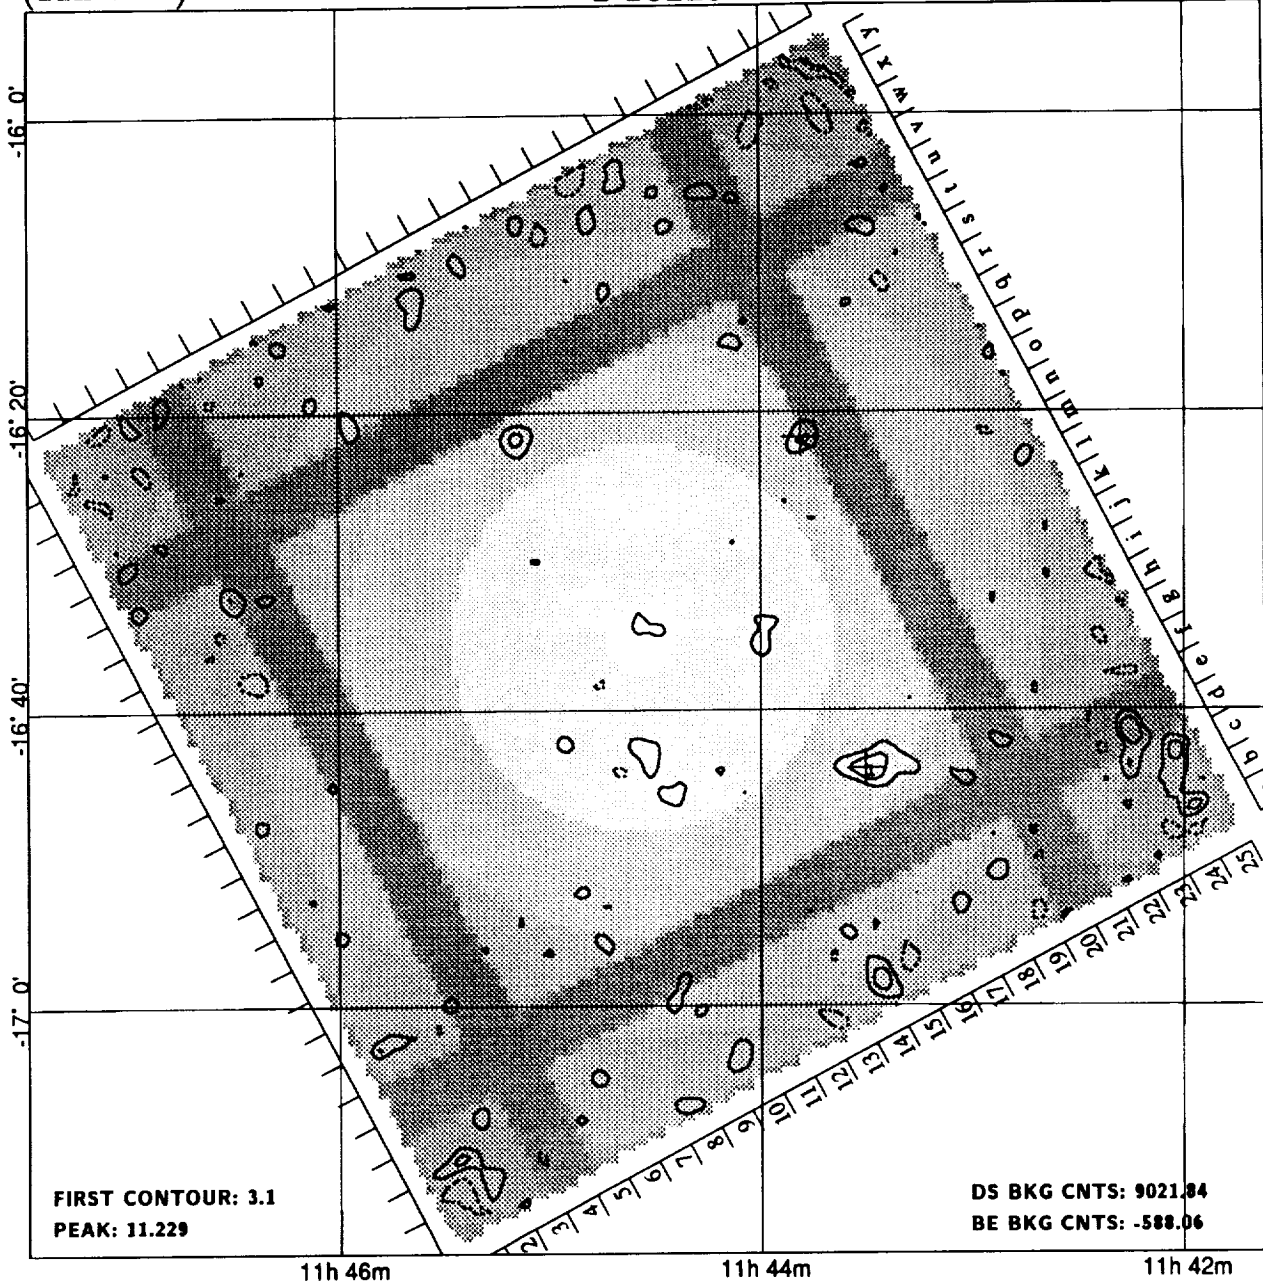 -16° 0'
-16° 20'
-16° 40'
-17° 0'
y
x
w
v
u
t
s
r
q
p
o
n
m
l
k
j
i
h
g
f
e
d
c
b
25
24
23
22
21
20
19
18
17
16
15
14
13
12
11
10
9
8
7
6
5
4
3
2
FIRST CONTOUR: 3.1
PEAK: 11.229
DS BKG CNTS: 9021.84
BE BKG CNTS: -588.06
11h 46m
11h 44m
11h 42m